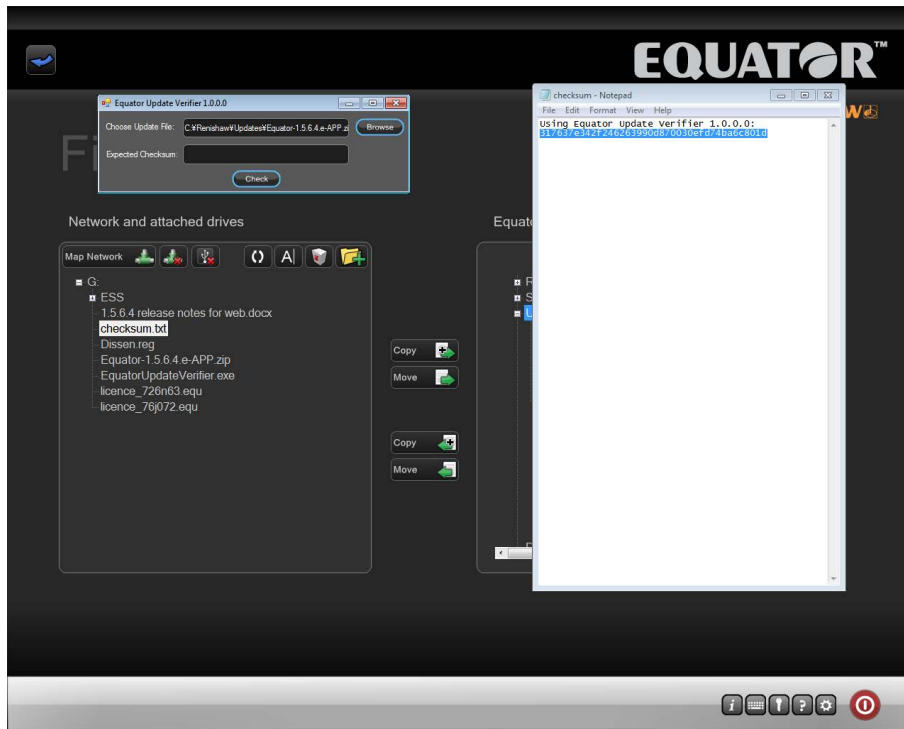 EQUATOR™
Equator Update Verifier 1.0.0.0
Choose Update File:
C:¥Renishaw¥Updates¥Equator-1.5.6.4.e-APP.zi
Browse
Expected Checksum:
Check
checksum - Notepad
File Edit Format View Help
Using Equator Update Verifier 1.0.0.0:
317637e342f246263990d870030efd74ba6c801d
Fi
Network and attached drives
Equato
Map Network
A|
G:
ESS
1.5.6.4 release notes for web.docx
checksum.txt
Dissen.reg
Equator-1.5.6.4.e-APP.zip
EquatorUpdateVerifier.exe
licence_726n63.equ
licence_76j072.equ
Copy
Move
Copy
Move
R
S
U